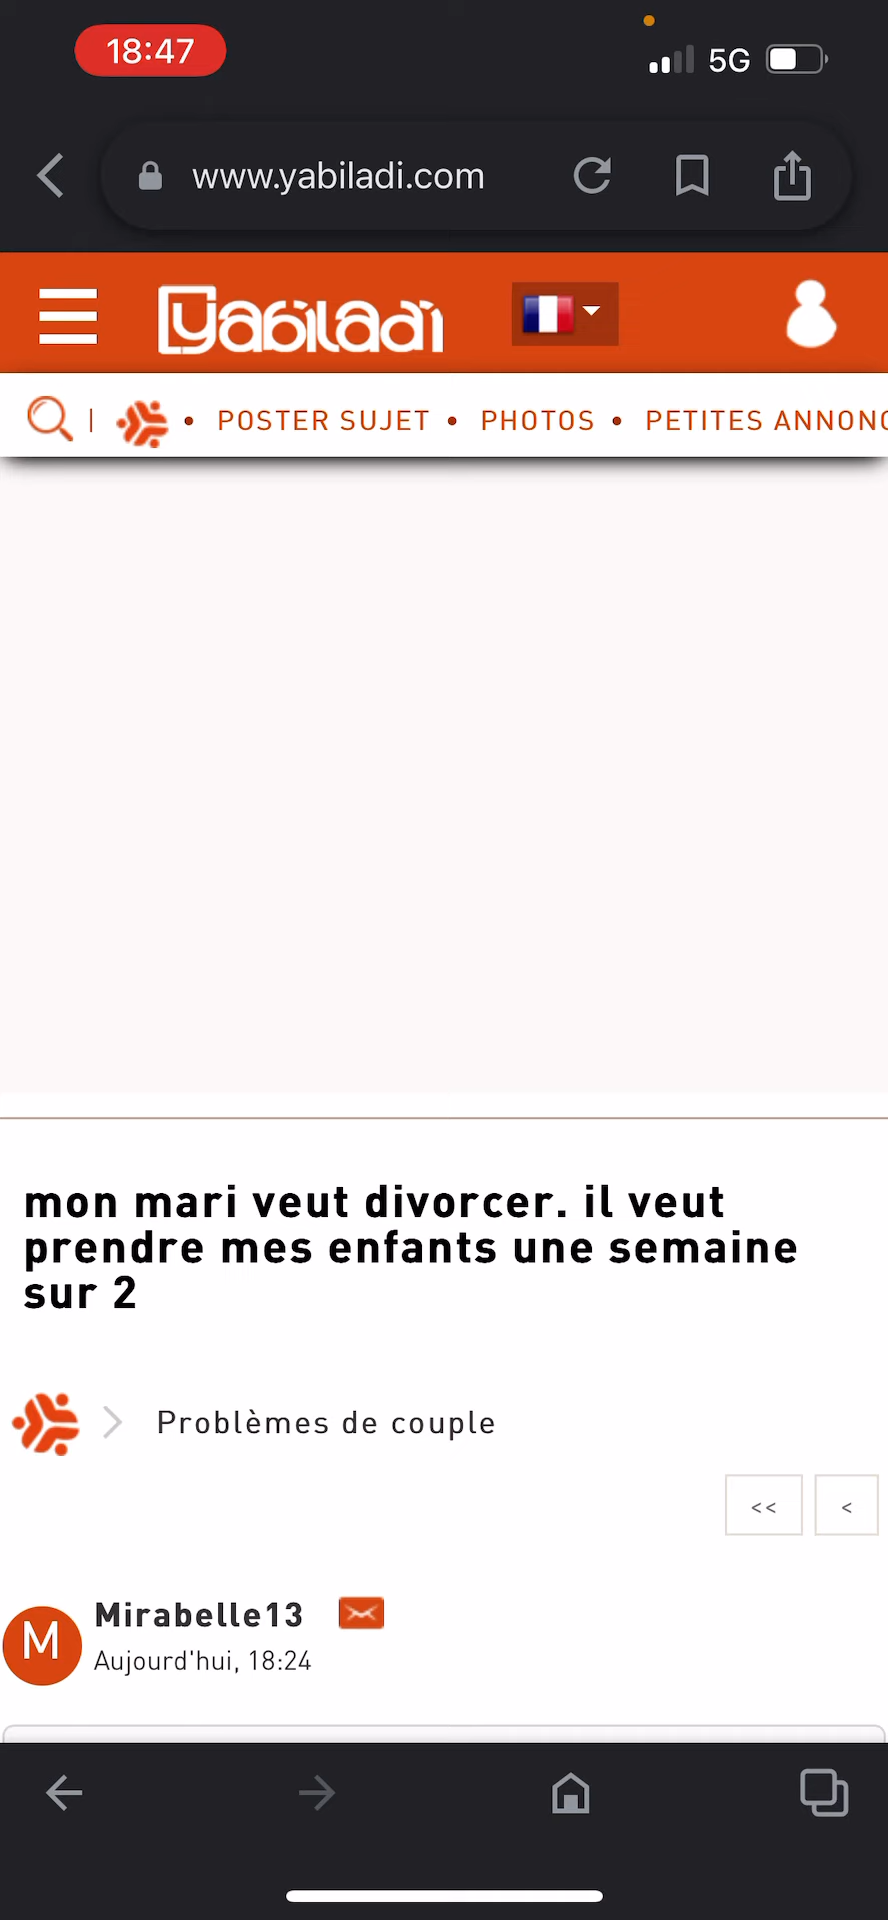 18:47
5G
www.yabiladi.com
yabiladi
POSTER SUJET • PHOTOS • PETITES ANNONC
mon mari veut divorcer. il veut
prendre mes enfants une semaine
sur 2
Problèmes de couple
<< <
M
Mirabelle13
Aujourd'hui, 18:24